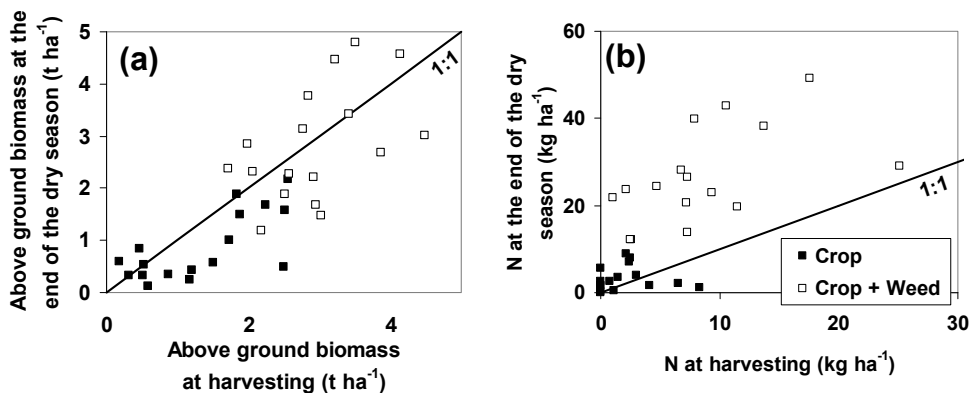 (a)
Above ground biomass at the
end of the dry season (t ha⁻¹)
5
4
3
2
1
0
1:1
0
2
4
Above ground biomass
at harvesting (t ha⁻¹)
(b)
N at the end of the dry
season (kg ha⁻¹)
60
40
20
0
1:1
Crop
Crop + Weed
0
10
20
30
N at harvesting (kg ha⁻¹)